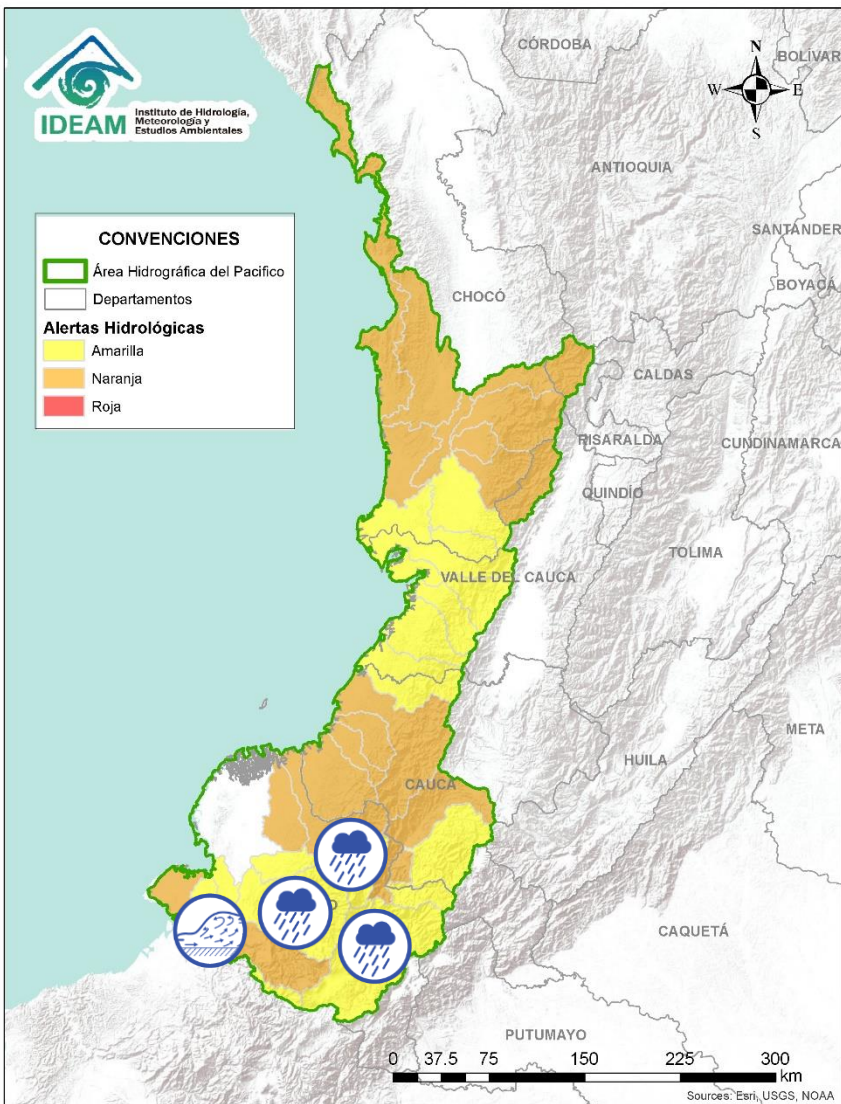 IDEAM
Instituto de Hidrología,
Meteorología y
Estudios Ambientales
CÓRDOBA
BOLÍVAR
N
W
E
S
ANTIOQUIA
SANTANDER
BOYACÁ
CONVENCIONES
Área Hidrográfica del Pacifico
Departamentos
Alertas Hidrológicas
Amarilla
Naranja
Roja
CHOCÓ
CALDAS
RISARALDA
CUNDINAMARCA
QUINDÍO
TOLIMA
VALLE DEL CAUCA
META
HUILA
CAUCA
CAQUETÁ
PUTUMAYO
0 37.5 75 150 225 300
km
Sources: Esri, USGS, NOAA